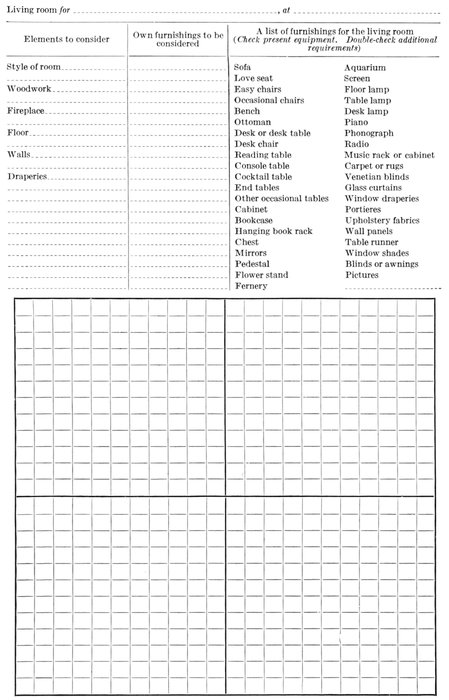 Living room for , at
Elements to consider
Own furnishings to be
considered
A list of furnishings for the living room
(Check present equipment. Double-check additional
requirements)
Style of room
Woodwork
Fireplace
Floor
Walls
Draperies
Sofa
Love seat
Easy chairs
Occasional chairs
Bench
Ottoman
Desk or desk table
Desk chair
Reading table
Console table
Cocktail table
End tables
Other occasional tables
Cabinet
Bookcase
Hanging book rack
Chest
Mirrors
Pedestal
Flower stand
Fernery
Aquarium
Screen
Floor lamp
Table lamp
Desk lamp
Piano
Phonograph
Radio
Music rack or cabinet
Carpet or rugs
Venetian blinds
Glass curtains
Window draperies
Portieres
Upholstery fabrics
Wall panels
Table runner
Window shades
Blinds or awnings
Pictures